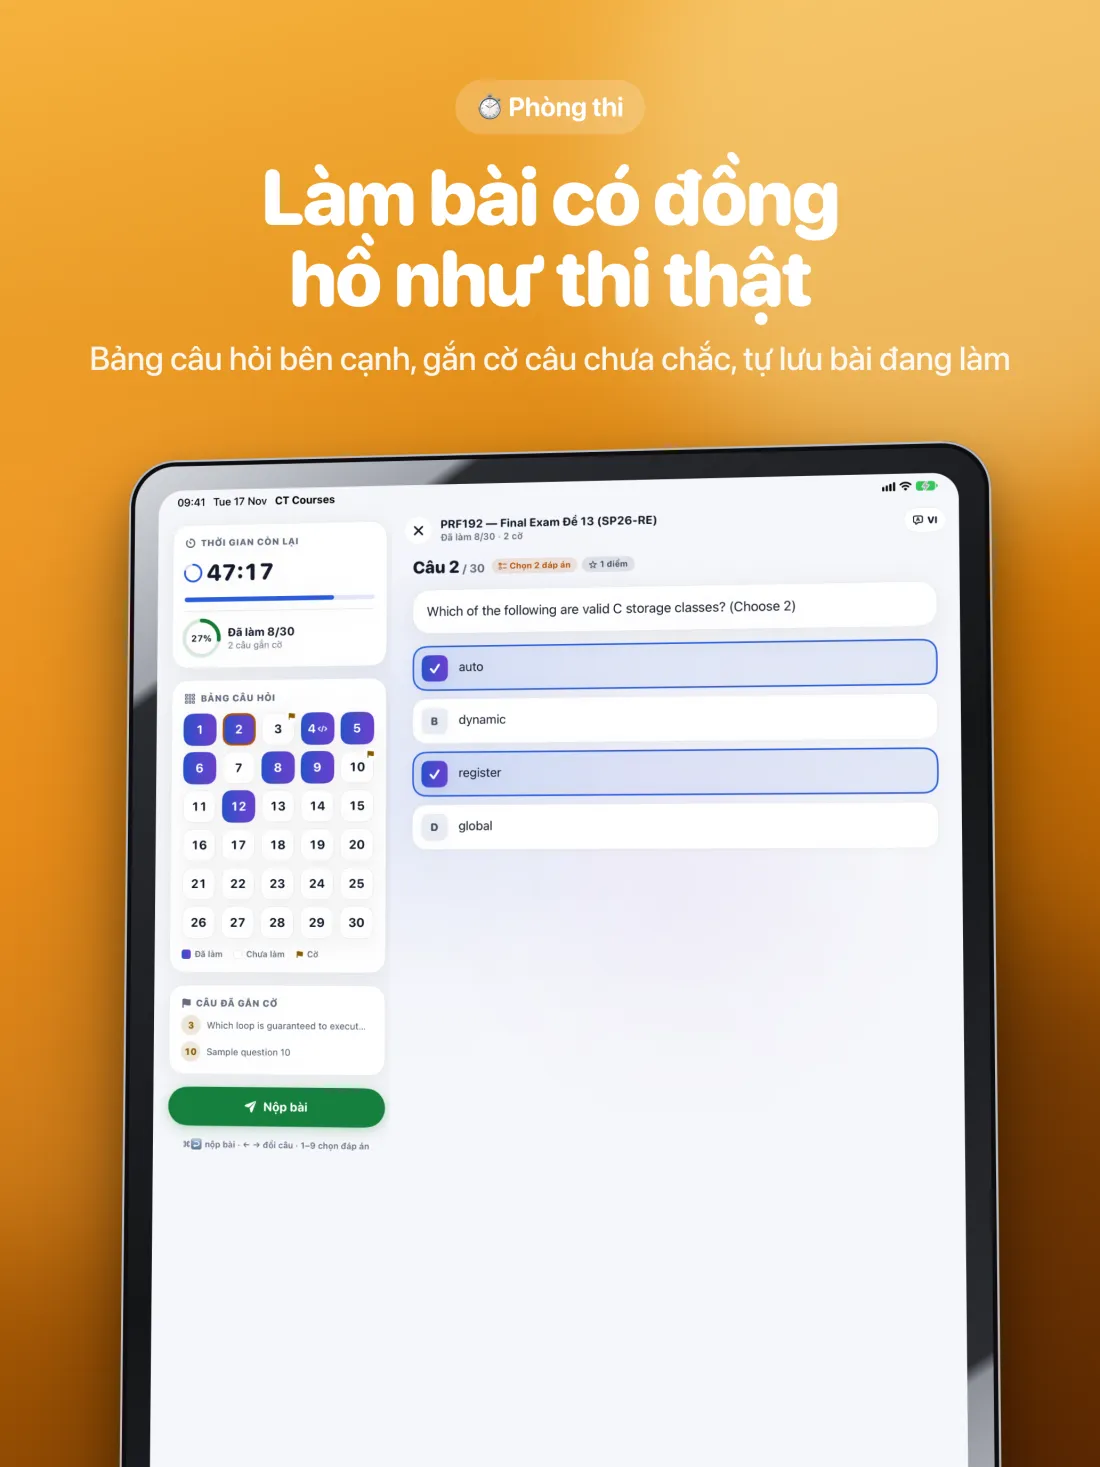 Phòng thi
Làm bài có đồng
hồ như thi thật
Bảng câu hỏi bên cạnh, gắn cờ câu chưa chắc, tự lưu bài đang làm
09:41 Tue 17 Nov CT Courses
THỜI GIAN CÒN LẠI
47:17
27%
Đã làm 8/30
2 câu gắn cờ
BẢNG CÂU HỎI
1 2 3 4 </> 5
6 7 8 9 10
11 12 13 14 15
16 17 18 19 20
21 22 23 24 25
26 27 28 29 30
Đã làm Chưa làm Cờ
CÂU ĐÃ GẮN CỜ
3 Which loop is guaranteed to execut...
10 Sample question 10
Nộp bài
⌘↩ nộp bài · ← → đổi câu · 1–9 chọn đáp án
PRF192 — Final Exam Đề 13 (SP26-RE)
Đã làm 8/30 · 2 cờ
VI
Câu 2 / 30 Chọn 2 đáp án 1 điểm
Which of the following are valid C storage classes? (Choose 2)
auto
B dynamic
register
D global